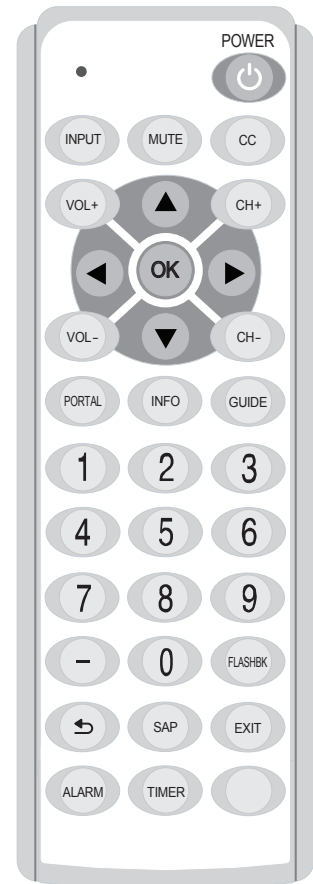 POWER
INPUT MUTE CC
VOL+ CH+
OK
VOL- CH-
PORTAL INFO GUIDE
1 2 3
4 5 6
7 8 9
- 0 FLASHBK
SAP EXIT
ALARM TIMER